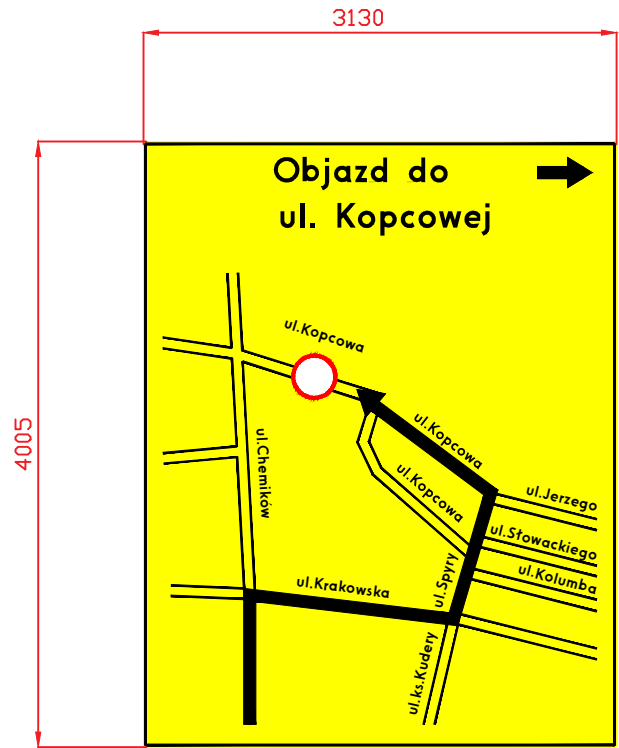 3130
4005
Objazd do
ul. Kopcowej
ul.Kopcowa
ul.Kopcowa
ul.Chemików
ul.Kopcowa
ul.Jerzego
ul.Słowackiego
ul.Kolumba
ul.Spyry
ul.Krakowska
ul.ks.Kudery